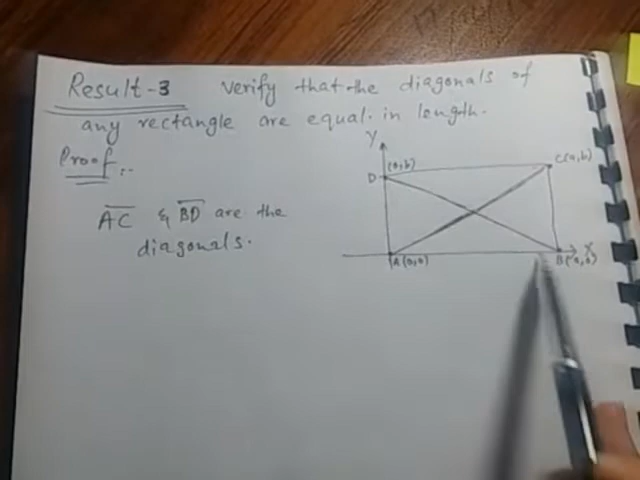 Result-3 Verify that the diagonals of
any rectangle are equal in length.
Proof..
Y
(0,b)
C(a,b)
D
AC & BD are the
diagonals.
A(0,0)
B(a,0)
X